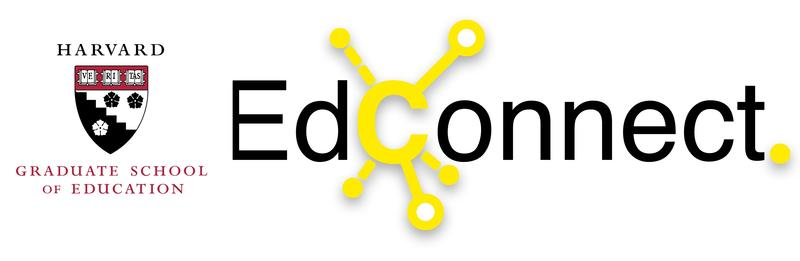 HARVARD
VE RI TAS
GRADUATE SCHOOL
OF EDUCATION
EdConnect.